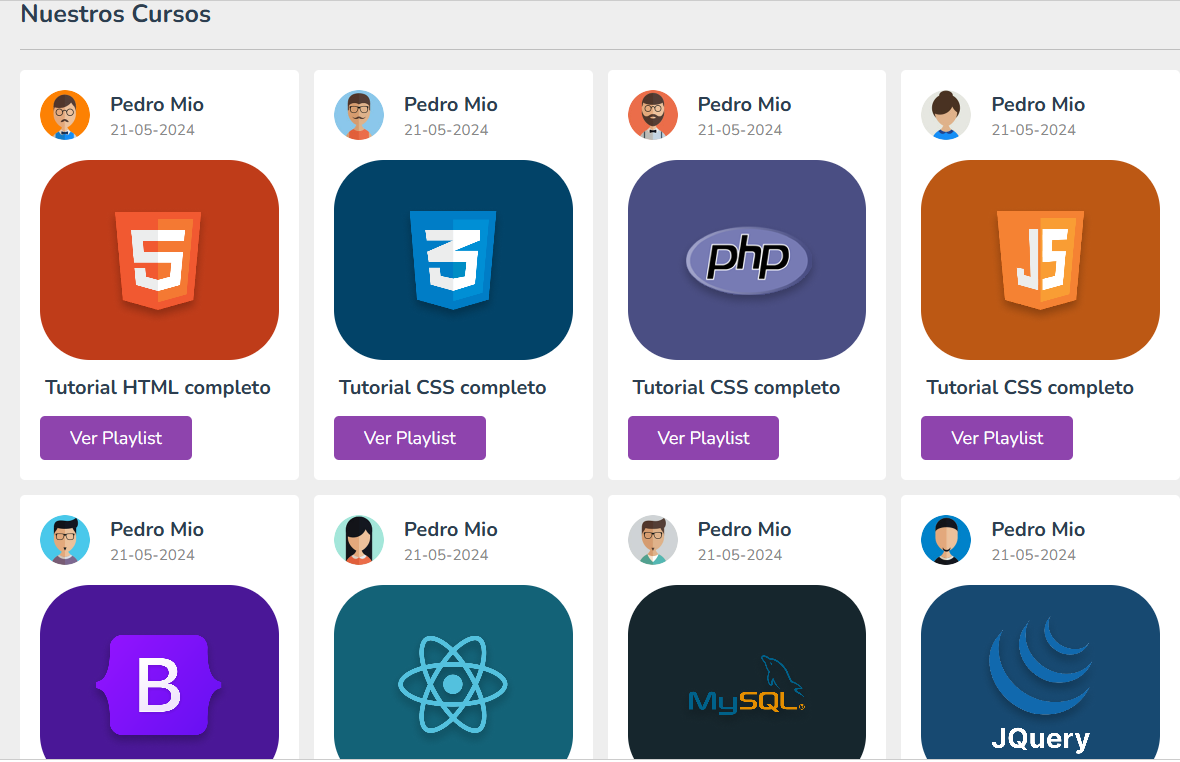 Nuestros Cursos
Pedro Mio
21-05-2024
5
Tutorial HTML completo
Ver Playlist
Pedro Mio
21-05-2024
3
Tutorial CSS completo
Ver Playlist
Pedro Mio
21-05-2024
php
Tutorial CSS completo
Ver Playlist
Pedro Mio
21-05-2024
JS
Tutorial CSS completo
Ver Playlist
Pedro Mio
21-05-2024
B
Pedro Mio
21-05-2024
Pedro Mio
21-05-2024
MySQL®
Pedro Mio
21-05-2024
JQuery